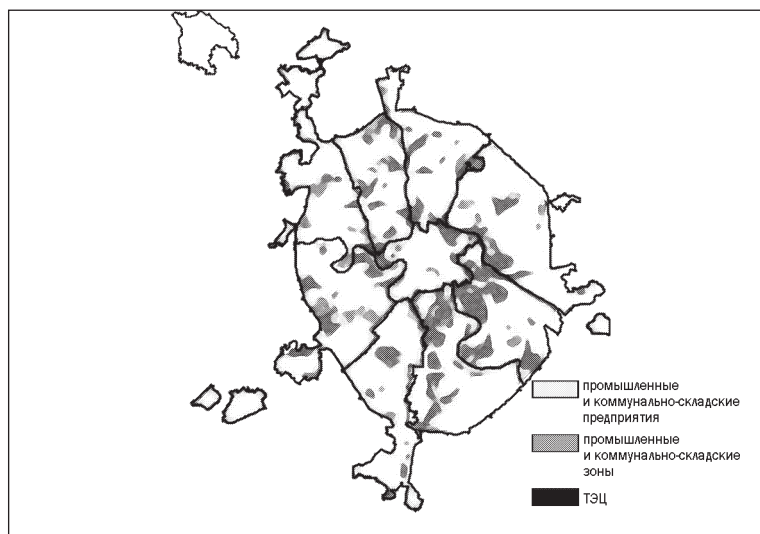 промышленные
и коммунально-складские
предприятия
промышленные
и коммунально-складские
зоны
ТЭЦ